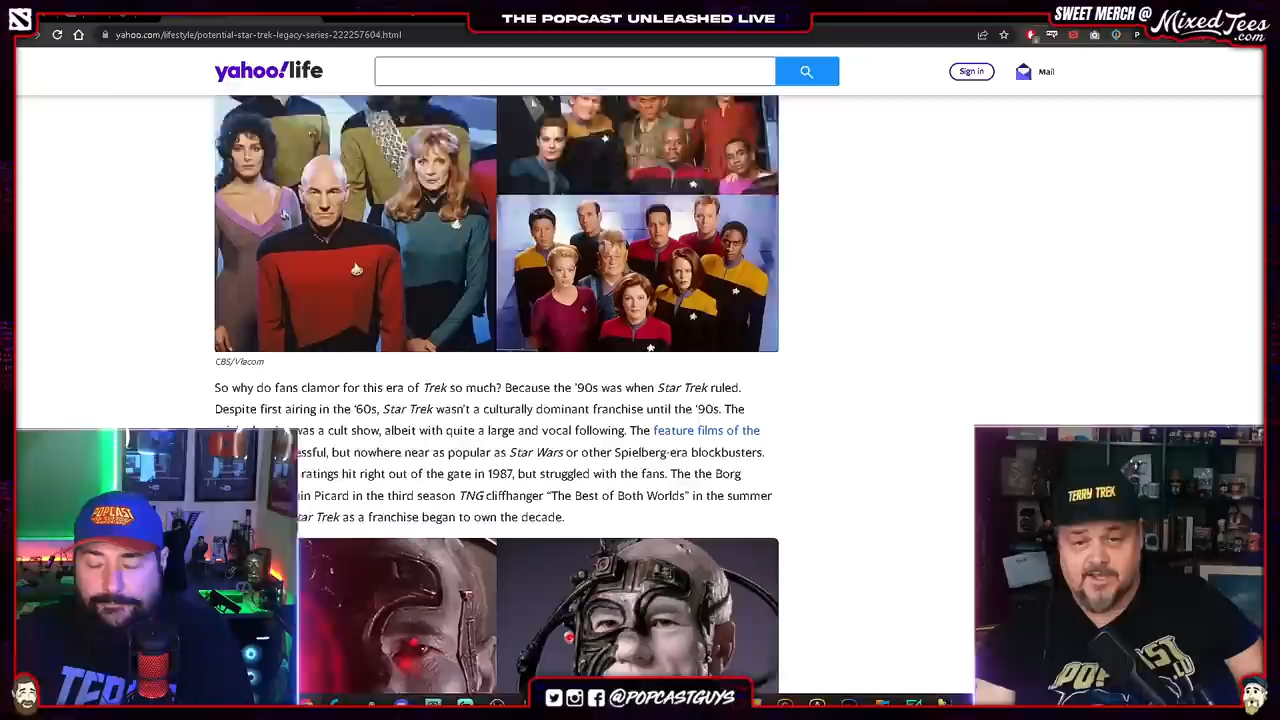 THE POPCAST UNLEASHED LIVE
SWEET MERCH @ MixedTees.com
yahoo.com/lifestyle/potential-star-trek-legacy-series-222257604.html
yahoo!life
Sign in
Mail
CBS/Viacom
So why do fans clamor for this era of Trek so much? Because the '90s was when Star Trek ruled.
Despite first airing in the '60s, Star Trek wasn't a culturally dominant franchise until the '90s. The
was a cult show, albeit with quite a large and vocal following. The feature films of the
but nowhere near as popular as Star Wars or other Spielberg-era blockbusters.
ratings hit right out of the gate in 1987, but struggled with the fans. The the Borg
Picard in the third season TNG cliffhanger “The Best of Both Worlds” in the summer
Trek as a franchise began to own the decade.
POPCAST
TERRY TREK
@POPCASTGUYS